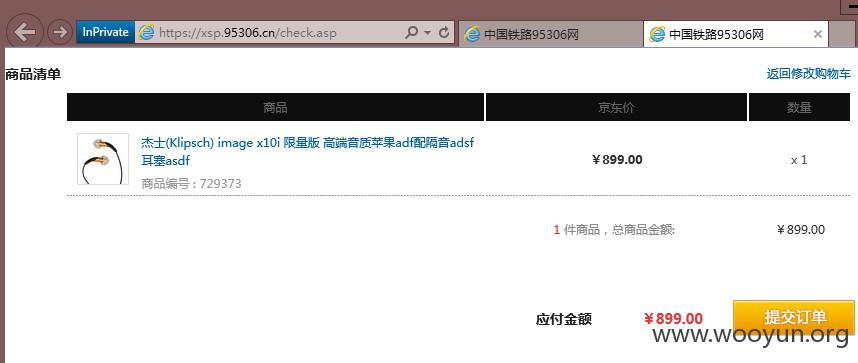 InPrivate
https://xsp.95306.cn/check.asp
中国铁路95306网
中国铁路95306网
商品清单
返回修改购物车
商品
京东价
数量
杰士(Klipsch) image x10i 限量版 高端音质苹果adf配隔音adsf
耳塞asdf
¥899.00
x 1
商品编号 : 729373
1 件商品，总商品金额:
¥899.00
应付金额
¥899.00
提交订单
www.wooyun.org